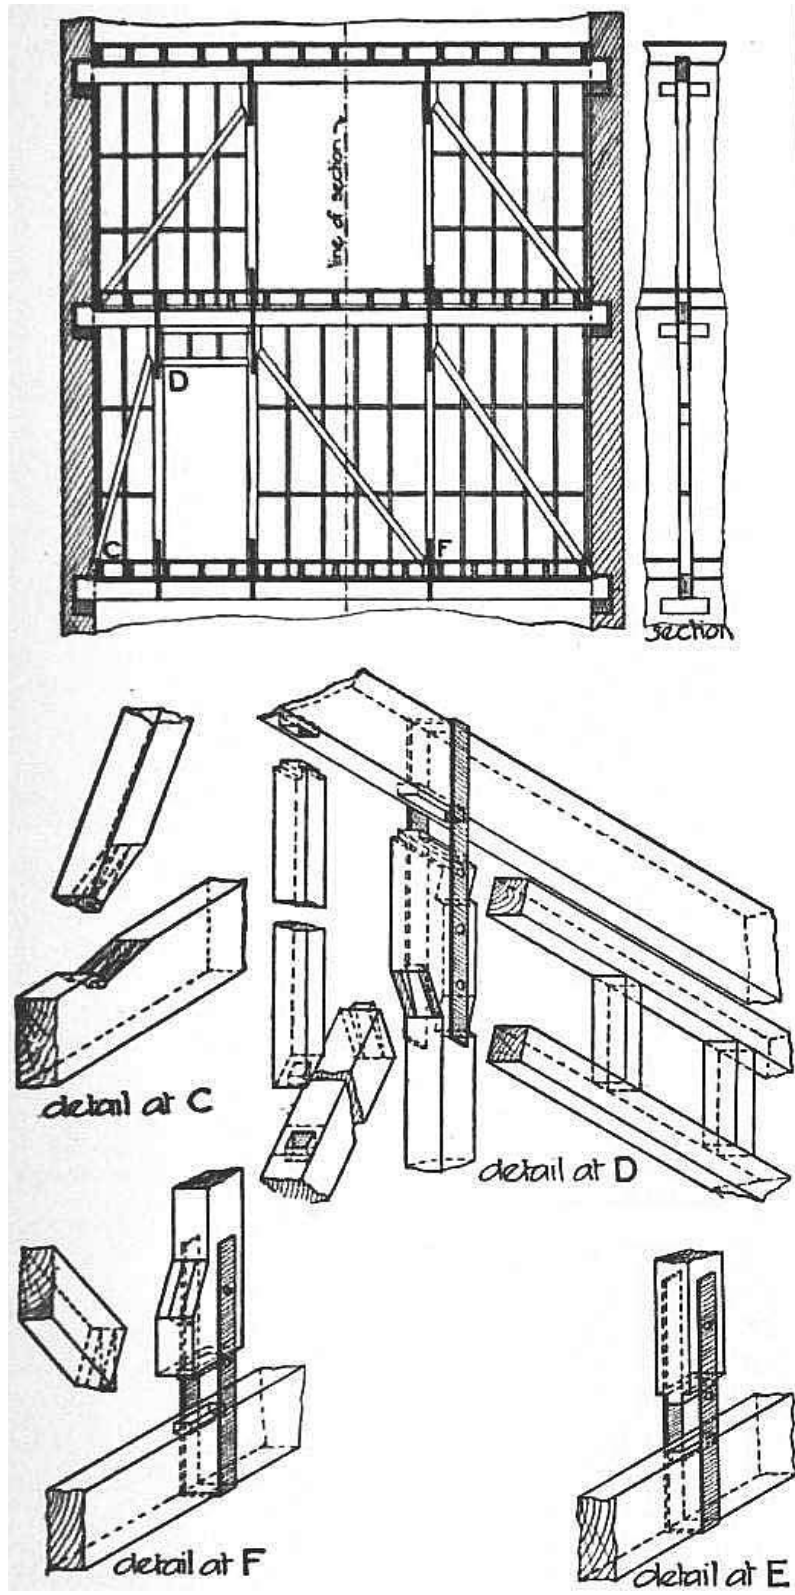 line of section
D
C
F
section
detail at C
detail at D
detail at F
detail at E